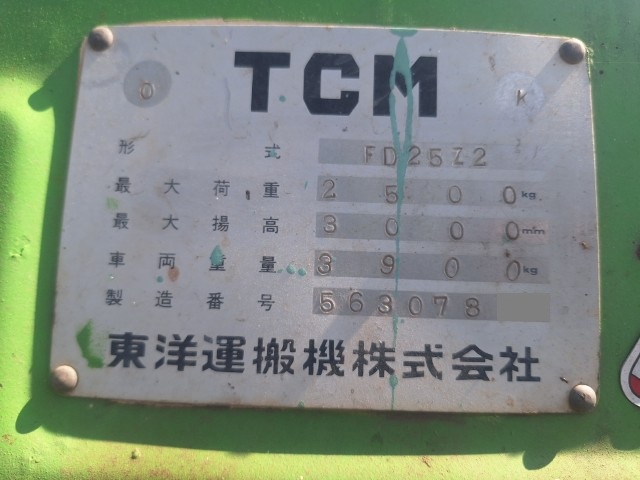 TCM
O K
形式 FD25Z2
最大荷重 2500kg
最大揚高 3000mm
車両重量 3900kg
製造番号 563078
東洋運搬機株式会社